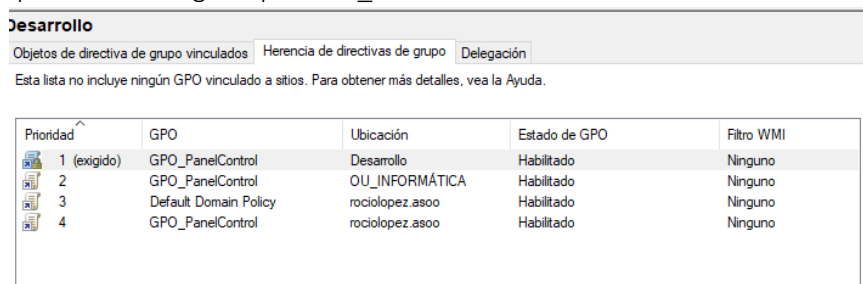 Desarrollo
Objetos de directiva de grupo vinculados Herencia de directivas de grupo Delegación
Esta lista no incluye ningún GPO vinculado a sitios. Para obtener más detalles, vea la Ayuda.
Prioridad GPO Ubicación Estado de GPO Filtro WMI
1 (exigido) GPO_PanelControl Desarrollo Habilitado Ninguno
2 GPO_PanelControl OU_INFORMÁTICA Habilitado Ninguno
3 Default Domain Policy rociolopez.asoo Habilitado Ninguno
4 GPO_PanelControl rociolopez.asoo Habilitado Ninguno